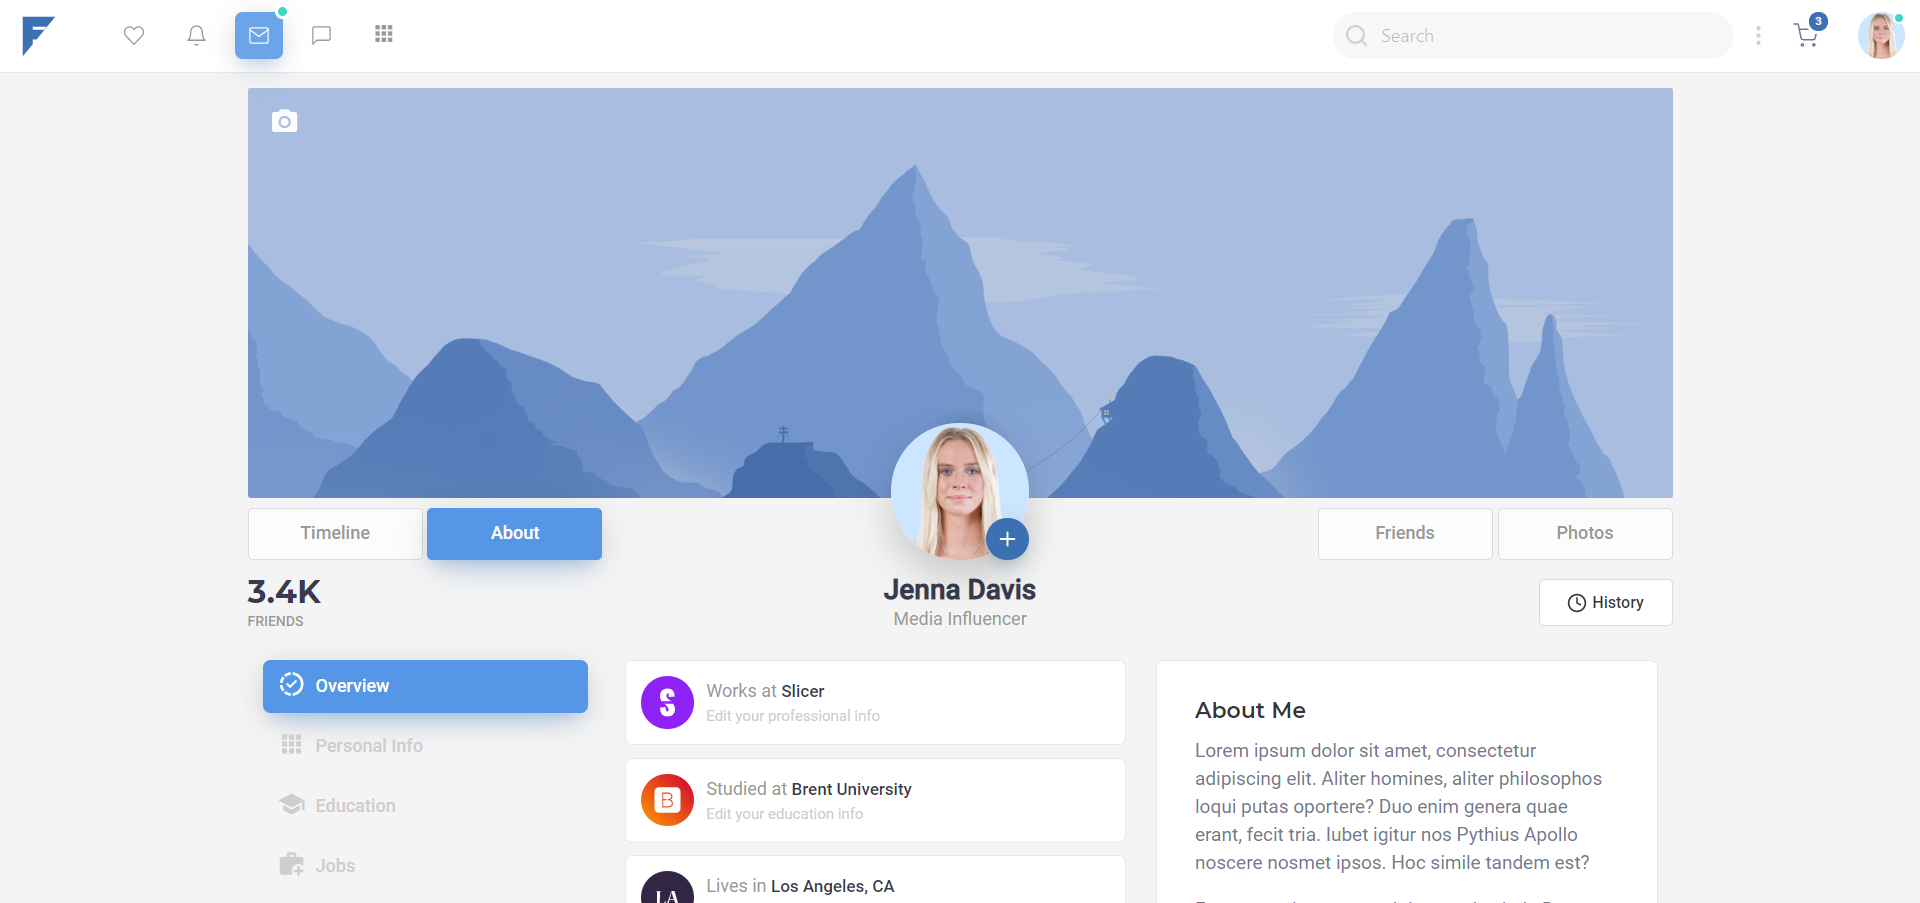 Search
3
Timeline
About
Friends
Photos
3.4K
FRIENDS
Jenna Davis
Media Influencer
History
Overview
Personal Info
Education
Jobs
Works at Slicer
Edit your professional info
Studied at Brent University
Edit your education info
LA
Lives in Los Angeles, CA
About Me
Lorem ipsum dolor sit amet, consectetur
adipiscing elit. Aliter homines, aliter philosophos
loqui putas oportere? Duo enim genera quae
erant, fecit tria. Iubet igitur nos Pythius Apollo
noscere nosmet ipsos. Hoc simile tandem est?